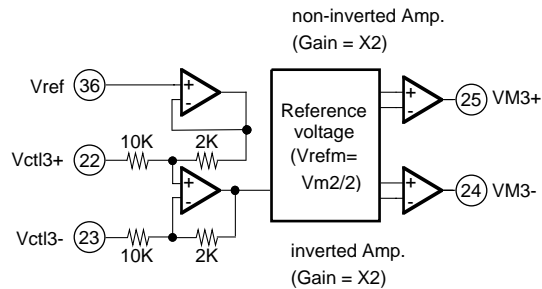 non-inverted Amp.
(Gain = X2)
Vref 36 + -
+ - 25 VM3+
Reference
voltage
(Vrefm=
Vm2/2)
10K 2K
Vctl3+ 22
+ -
+ - 24 VM3-
Vctl3- 23
10K 2K
inverted Amp.
(Gain = X2)